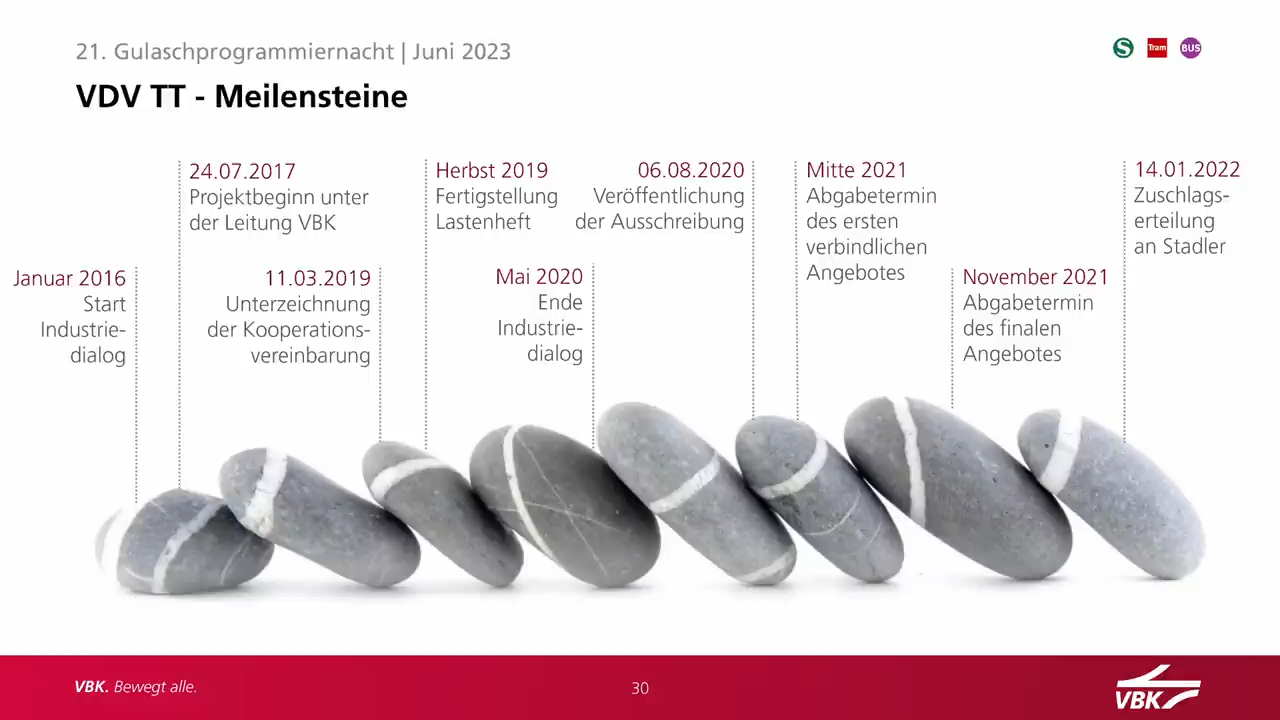 21. Gulaschprogrammiernacht | Juni 2023
S
Tram
BUS
VDV TT - Meilensteine
24.07.2017
Projektbeginn unter
der Leitung VBK
Herbst 2019
Fertigstellung
Lastenheft
06.08.2020
Veröffentlichung
der Ausschreibung
Mitte 2021
Abgabetermin
des ersten
verbindlichen
Angebotes
14.01.2022
Zuschlags-
erteilung
an Stadler
Januar 2016
Start
Industrie-
dialog
11.03.2019
Unterzeichnung
der Kooperations-
vereinbarung
Mai 2020
Ende
Industrie-
dialog
November 2021
Abgabetermin
des finalen
Angebotes
VBK. Bewegt alle.
30
VBK